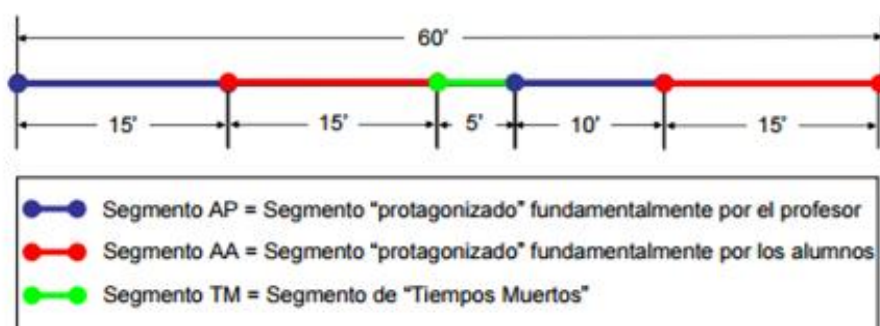 60'
15' 15' 5' 10' 15'
Segmento AP = Segmento “protagonizado” fundamentalmente por el profesor
Segmento AA = Segmento “protagonizado” fundamentalmente por los alumnos
Segmento TM = Segmento de “Tiempos Muertos”